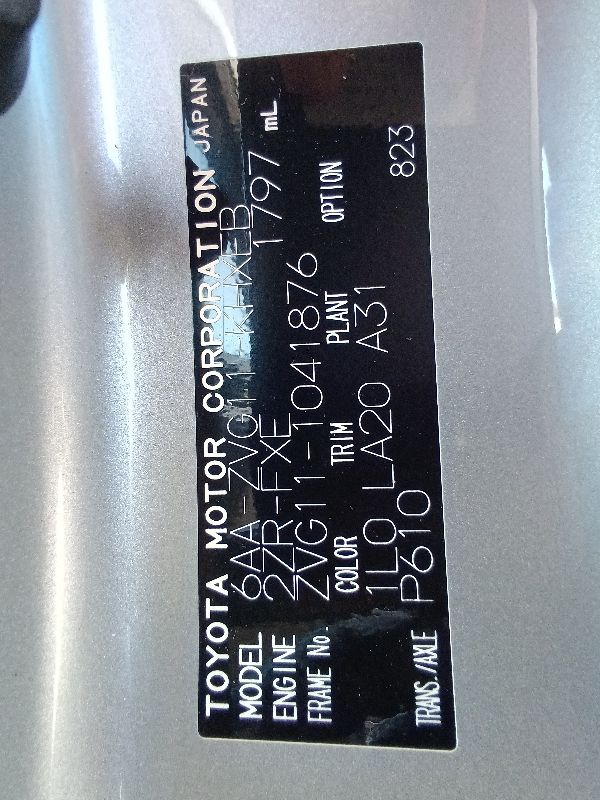 TOYOTA MOTOR CORPORATION JAPAN
MODEL 6AA-ZVG11-KHXEB
ENGINE 2ZR-FXE 1797 mL
FRAME No. ZVG11-1041876
COLOR TRIM PLANT OPTION
1L0 LA20 A31
TRANS./AXLE P610 823